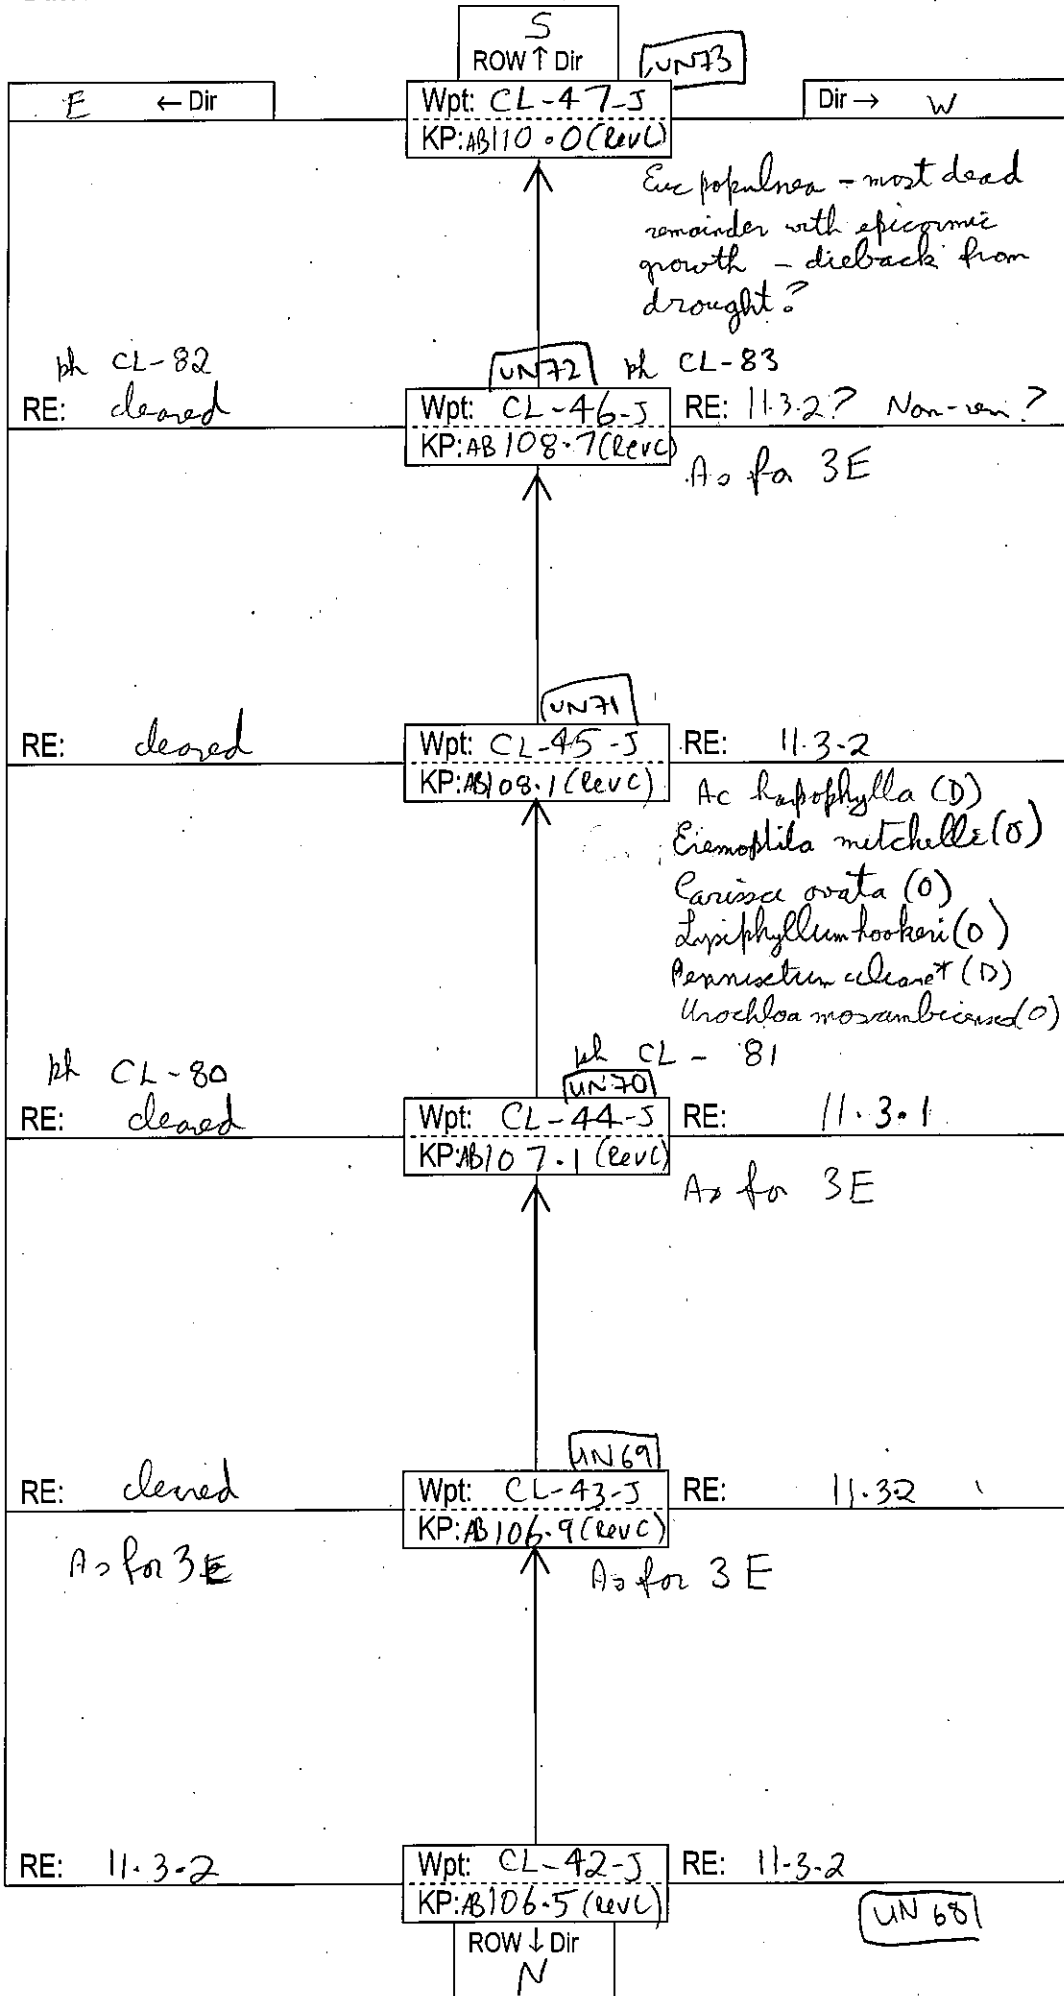 S
ROW ↑ Dir
UN73
E ← Dir
Wpt: CL-47-J
Dir → W
KP: AB110.0 (RevC)
Euc populnea - most dead
remainder with epicormic
growth - dieback from
drought?
ph CL-82
UN72 ph CL-83
RE: cleared
Wpt: CL-46-J
RE: 11.3.2? Non-rem?
KP: AB108.7 (RevC)
As for 3E
UN71
RE: cleared
Wpt: CL-45-J
RE: 11.3.2
KP: AB108.1 (RevC)
Ac harpophylla (D)
Eremophila mitchelli (O)
Carissa ovata (O)
Lysiphyllum hookeri (O)
Pennisetum ciliare* (D)
Urochloa mosambicensis (O)
ph CL-80
ph CL-81
UN70
RE: cleared
Wpt: CL-44-J
RE: 11.3.1
KP: AB107.1 (RevC)
As for 3E
UN69
RE: cleared
Wpt: CL-43-J
RE: 11.32
KP: AB106.9 (RevC)
As for 3E
As for 3E
RE: 11.3.2
Wpt: CL-42-J
RE: 11-3-2
KP: AB106.5 (RevC)
UN 68
ROW ↓ Dir
N